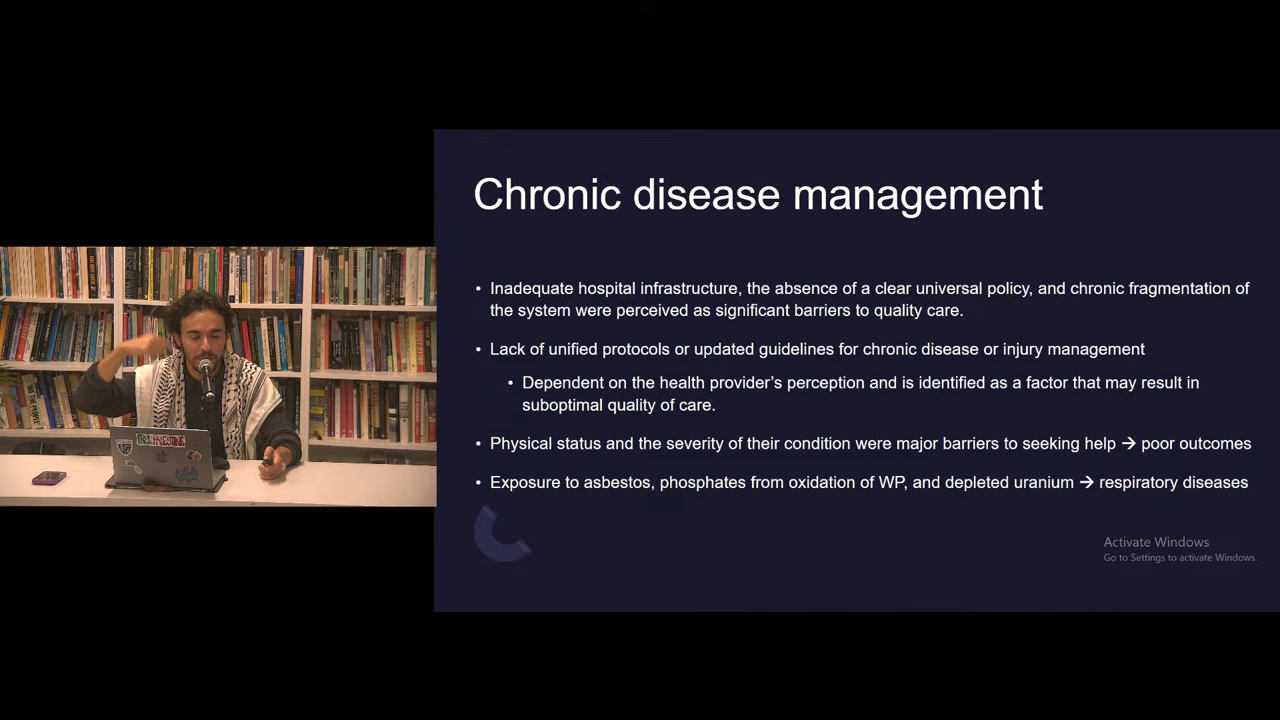 Chronic disease management
• Inadequate hospital infrastructure, the absence of a clear universal policy, and chronic fragmentation of
the system were perceived as significant barriers to quality care.
• Lack of unified protocols or updated guidelines for chronic disease or injury management
• Dependent on the health provider's perception and is identified as a factor that may result in
suboptimal quality of care.
• Physical status and the severity of their condition were major barriers to seeking help → poor outcomes
• Exposure to asbestos, phosphates from oxidation of WP, and depleted uranium → respiratory diseases
Activate Windows
Go to Settings to activate Windows.